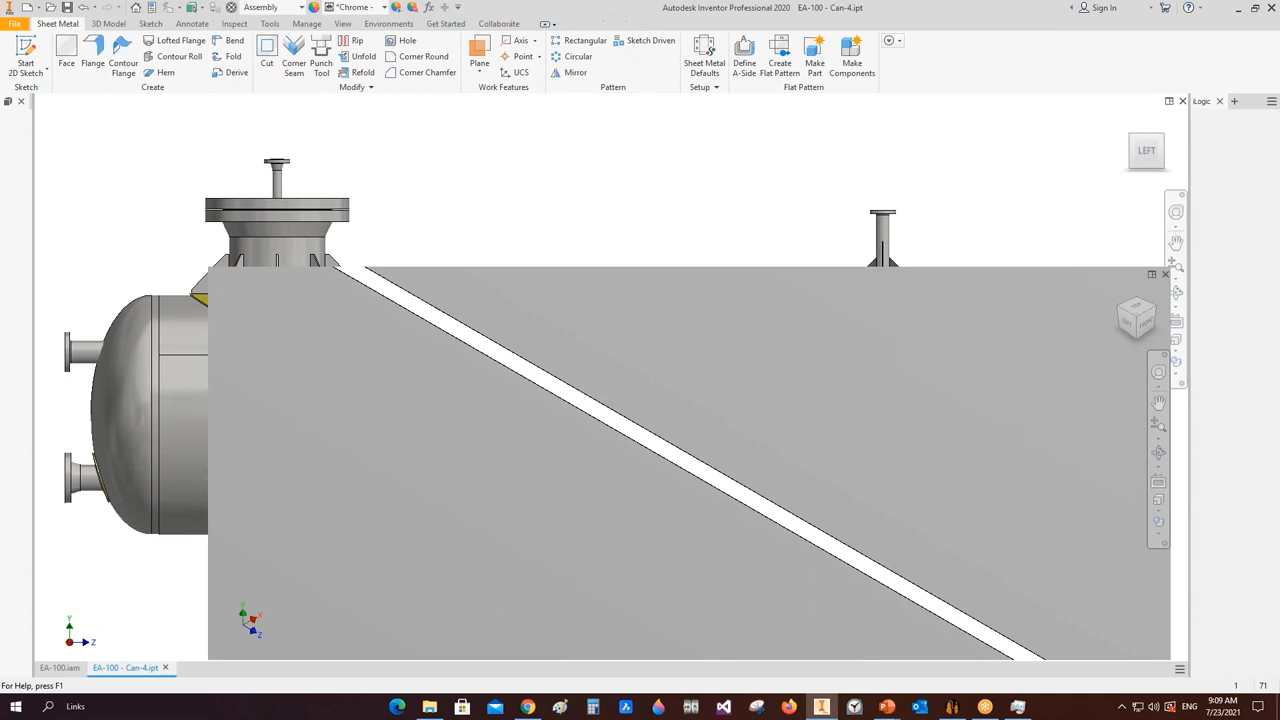 Assembly
*Chrome
Autodesk Inventor Professional 2020 EA-100 - Can-4.ipt
Sign In
File Sheet Metal 3D Model Sketch Annotate Inspect Tools Manage View Environments Get Started Collaborate
Start
2D Sketch
Face
Flange
Contour
Flange
Lofted Flange
Contour Roll
Hem
Bend
Fold
Derive
Cut
Corner
Seam
Punch
Tool
Rip
Unfold
Refold
Hole
Corner Round
Corner Chamfer
Plane
Axis
Point
UCS
Rectangular
Circular
Mirror
Sketch Driven
Sheet Metal
Defaults
Define
A-Side
Create
Flat Pattern
Make
Part
Make
Components
Sketch Create Modify Work Features Pattern Setup Flat Pattern
iLogic
LEFT
Y
Z
Y
X
Z
EA-100.iam EA-100 - Can-4.ipt
For Help, press F1
1 71
Links
9:09 AM
7/23/2021